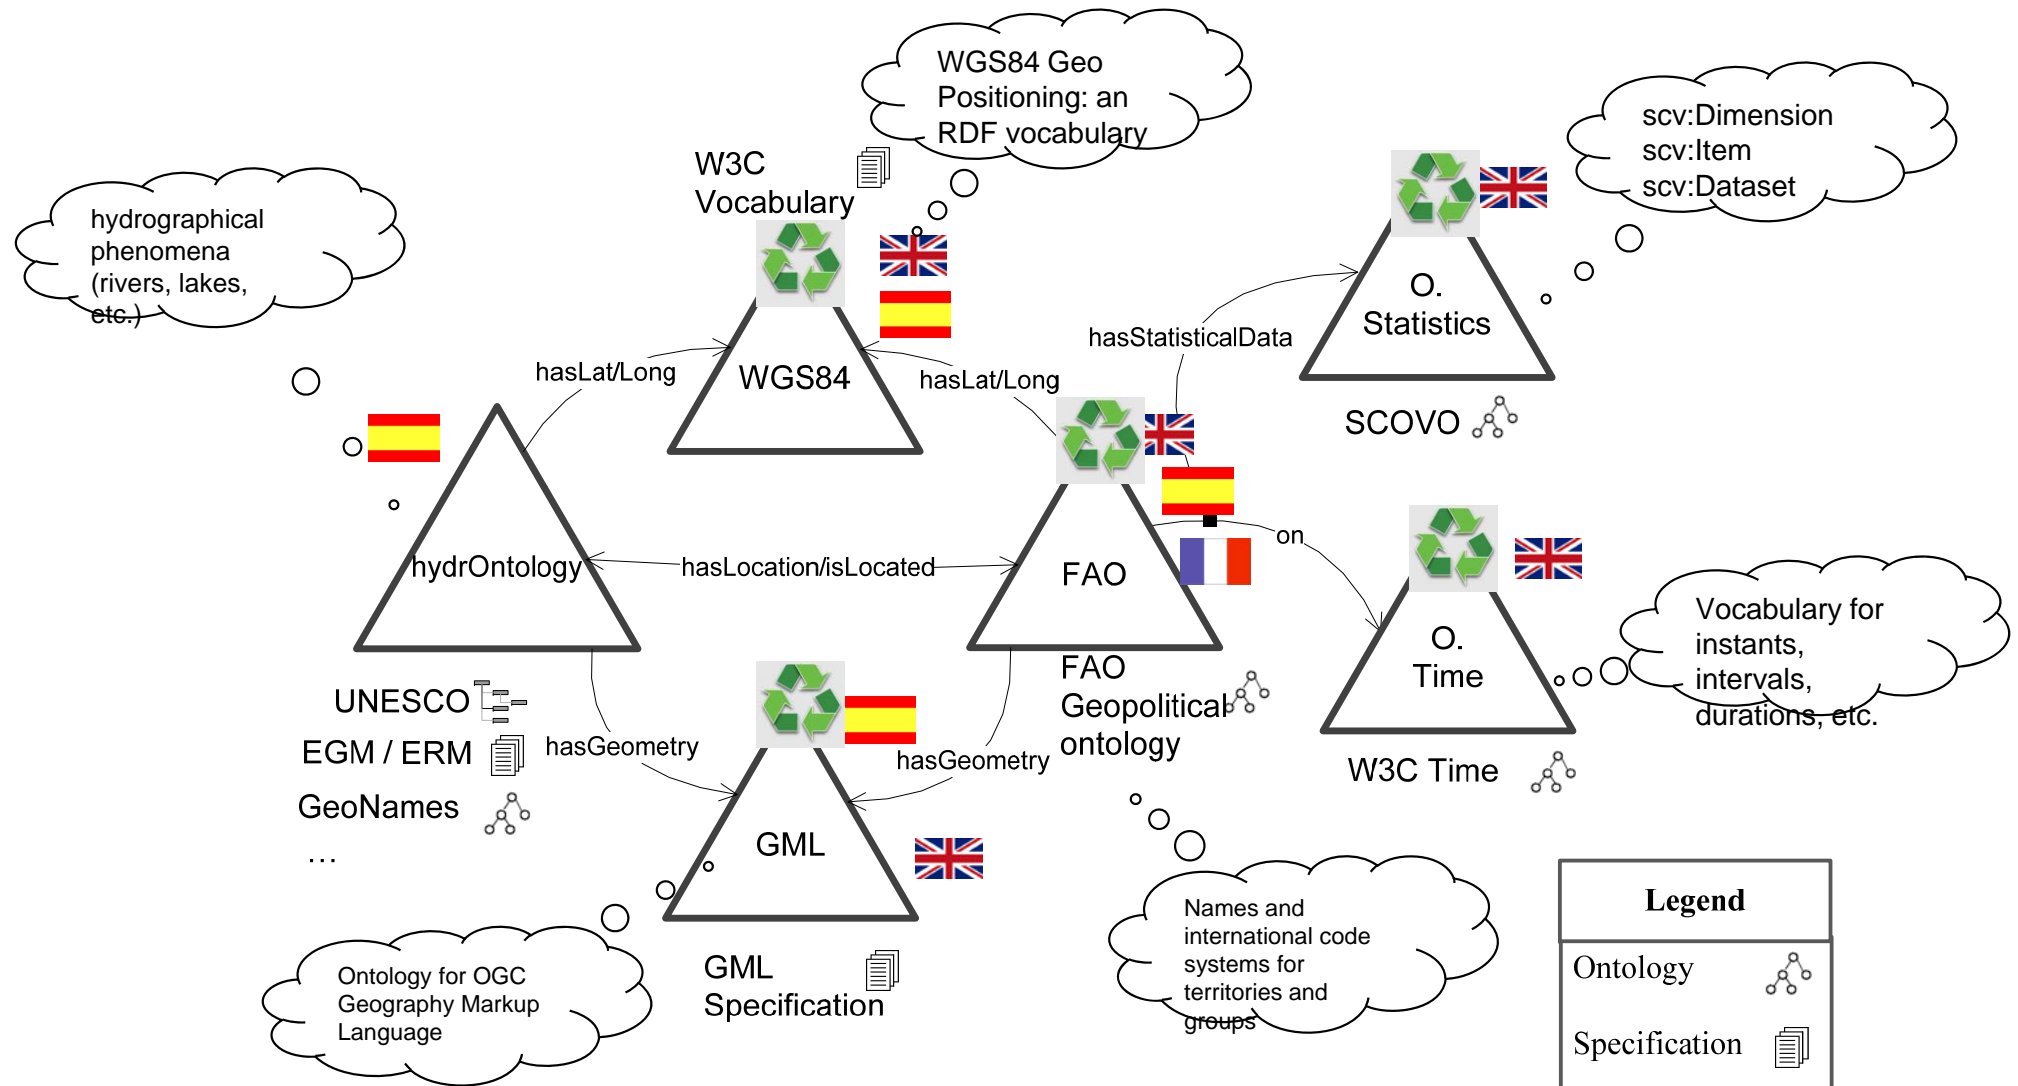 WGS84 Geo
Positioning: an
RDF vocabulary
scv:Dimension
scv:Item
scv:Dataset
W3C
Vocabulary
hydrographical
phenomena
(rivers, lakes,
etc.)
O.
Statistics
hasStatisticalData
hasLat/Long
WGS84
hasLat/Long
SCOVO
hydrOntology
hasLocation/isLocated
FAO
on
O.
Time
Vocabulary for
instants,
intervals,
durations, etc.
UNESCO
EGM / ERM
GeoNames
...
hasGeometry
hasGeometry
FAO
Geopolitical
ontology
W3C Time
GML
GML
Specification
Ontology for OGC
Geography Markup
Language
Names and
international code
systems for
territories and
groups
Legend
Ontology
Specification